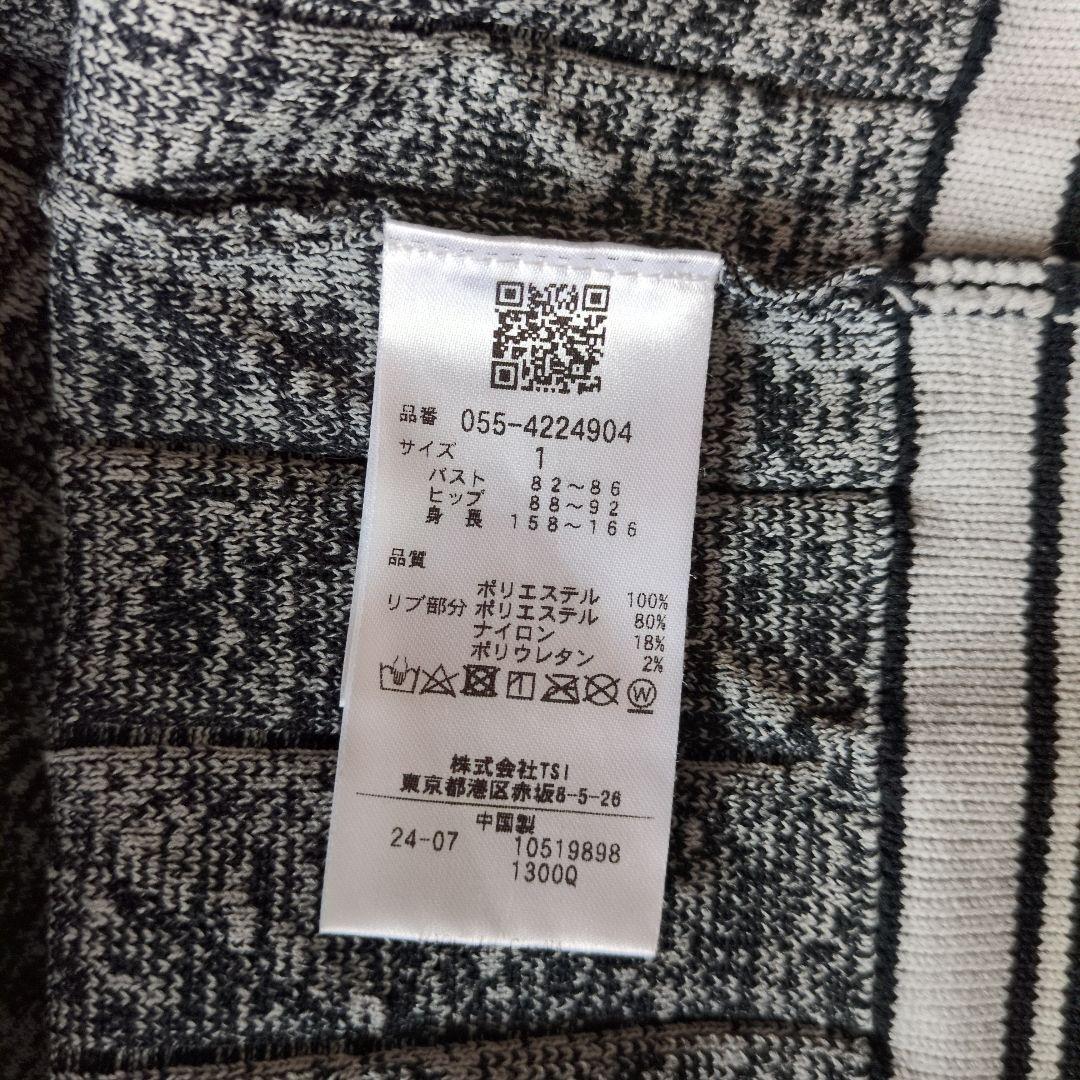 品番 055-4224904
サイズ 1
バスト 82～86
ヒップ 88～92
身長 158～166
品質
ポリエステル 100%
リブ部分 ポリエステル 80%
ナイロン 18%
ポリウレタン 2%
W
株式会社TSI
東京都港区赤坂8-5-26
中国製
24-07 10519898
1300Q